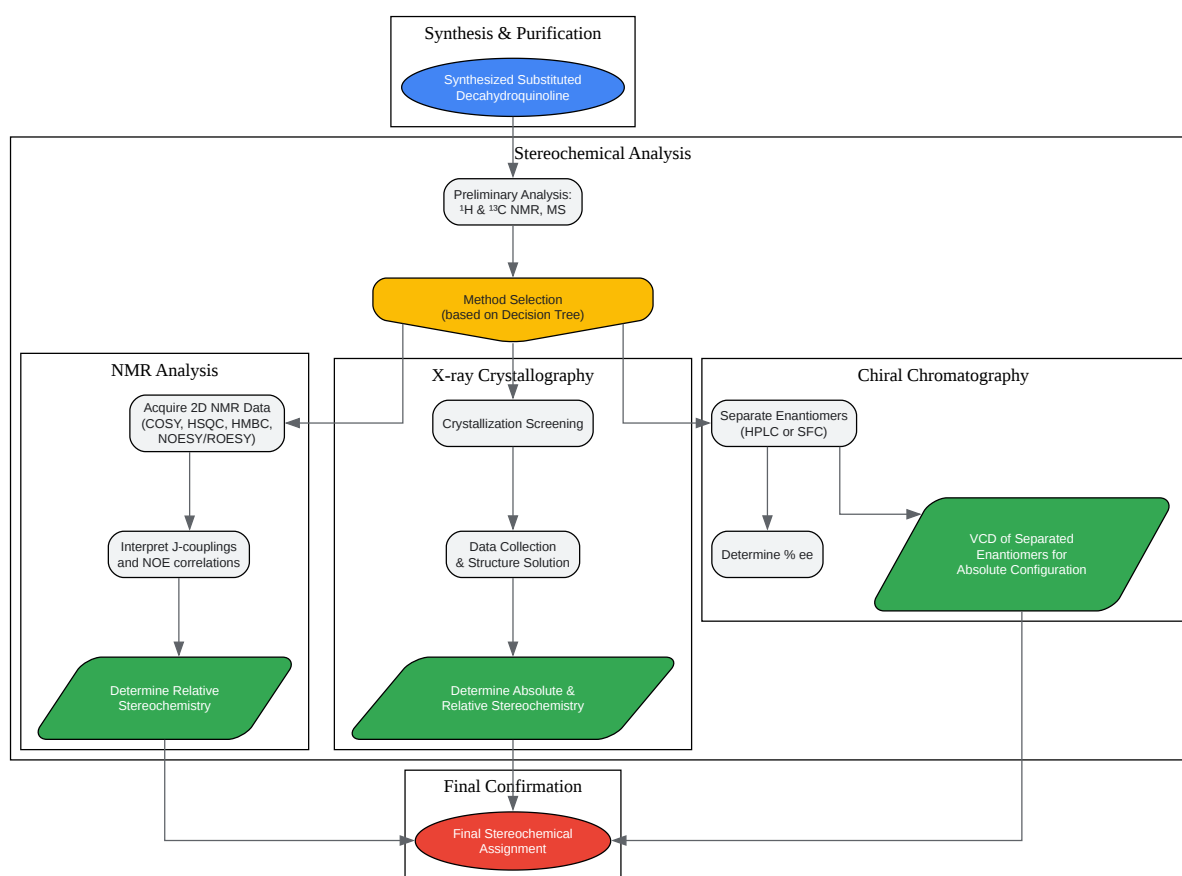 Synthesis & Purification
Synthesized Substituted
Decahydroquinoline
Stereochemical Analysis
Preliminary Analysis:
¹H & ¹³C NMR, MS
Method Selection
(based on Decision Tree)
NMR Analysis
Acquire 2D NMR Data
(COSY, HSQC, HMBC,
NOESY/ROESY)
Interpret J-couplings
and NOE correlations
Determine Relative
Stereochemistry
X-ray Crystallography
Crystallization Screening
Data Collection
& Structure Solution
Determine Absolute &
Relative Stereochemistry
Chiral Chromatography
Separate Enantiomers
(HPLC or SFC)
Determine % ee
VCD of Separated
Enantiomers for
Absolute Configuration
Final Confirmation
Final Stereochemical
Assignment